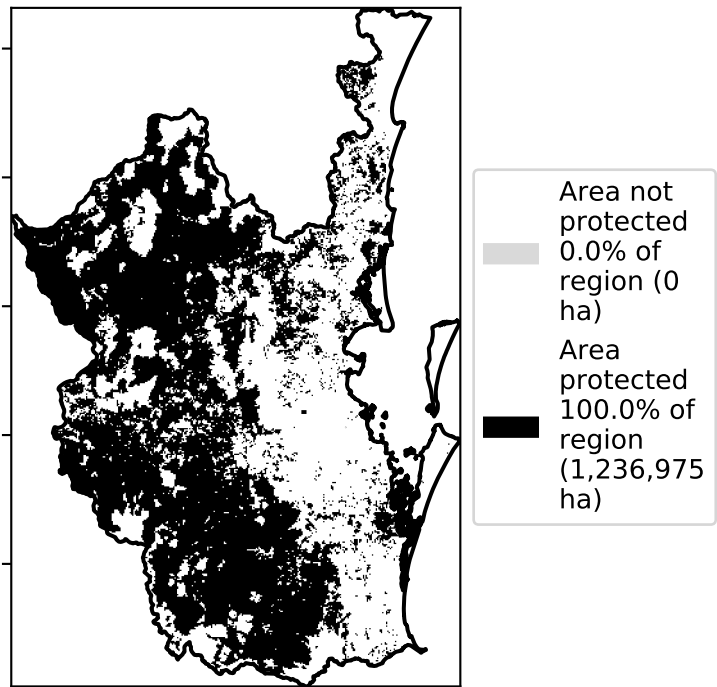 Area not
protected
0.0% of
region (0
ha)
Area
protected
100.0% of
region
(1,236,975
ha)